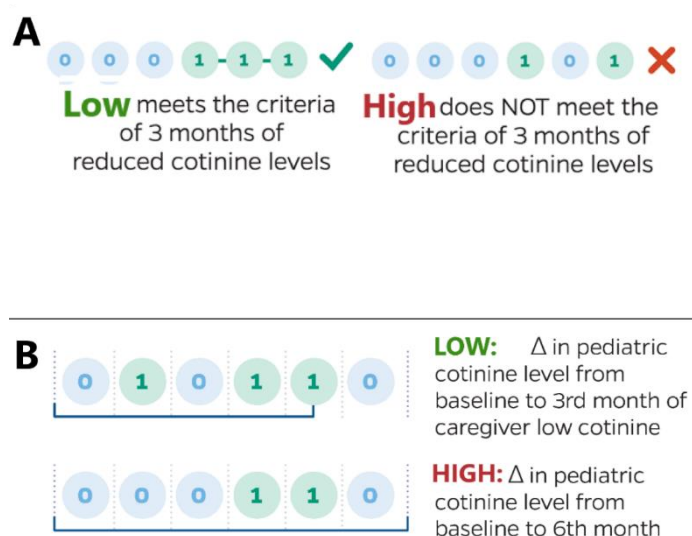 A
0 0 0 1-1-1 0 0 0 1 0 1
Low meets the criteria
of 3 months of
reduced cotinine levels
High does NOT meet the
criteria of 3 months of
reduced cotinine levels
B
0 1 0 1 1 0
LOW: Δ in pediatric
cotinine level from
baseline to 3rd month of
caregiver low cotinine
0 0 0 1 1 0
HIGH: Δ in pediatric
cotinine level from
baseline to 6th month